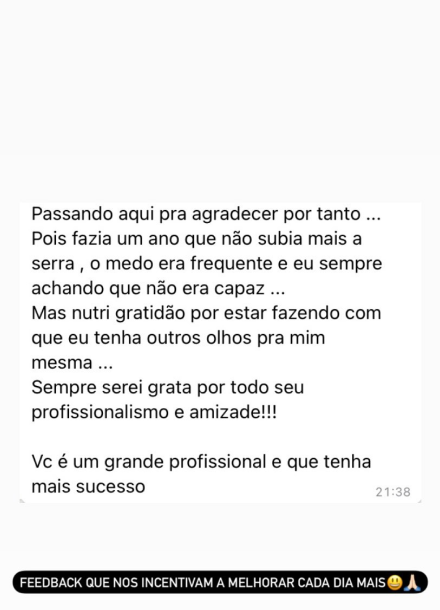 Passando aqui pra agradecer por tanto ...
Pois fazia um ano que não subia mais a
serra , o medo era frequente e eu sempre
achando que não era capaz ...
Mas nutri gratidão por estar fazendo com
que eu tenha outros olhos pra mim
mesma ...
Sempre serei grata por todo seu
profissionalismo e amizade!!!
Vc é um grande profissional e que tenha
mais sucesso
21:38
FEEDBACK QUE NOS INCENTIVAM A MELHORAR CADA DIA MAIS😃🙏🏻